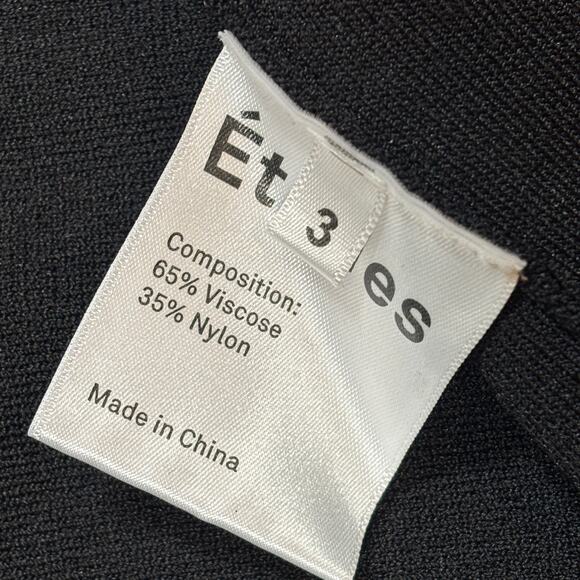 Ét es
3
Composition:
65% Viscose
35% Nylon
Made in China